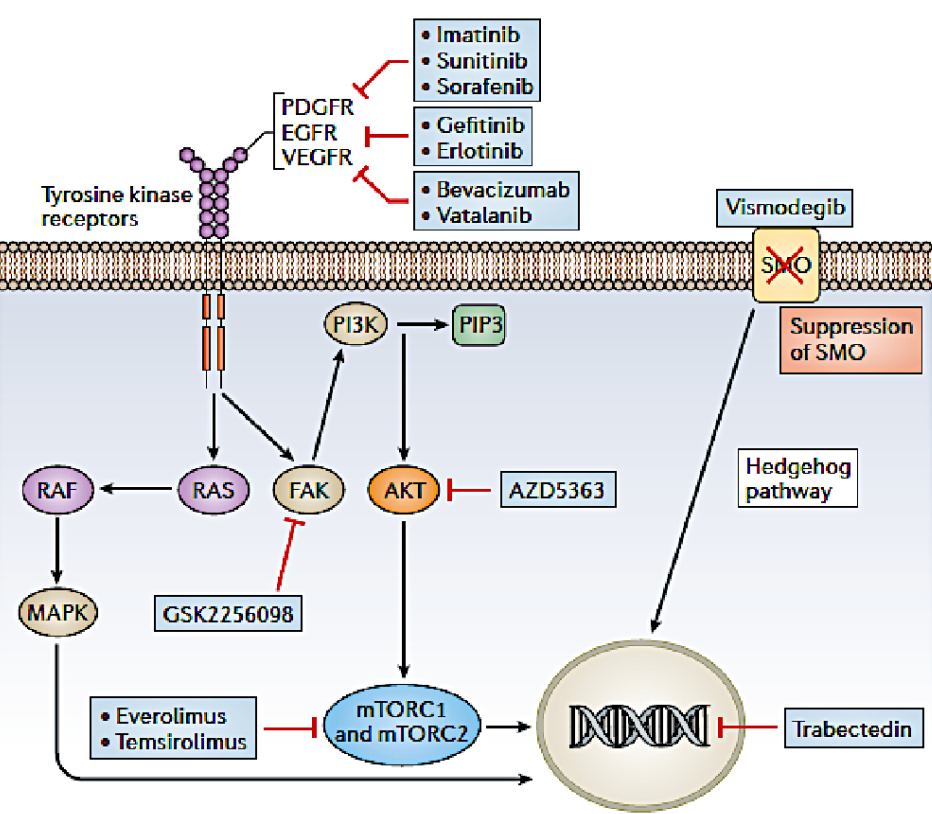 • Imatinib
• Sunitinib
• Sorafenib
PDGFR
EGFR
VEGFR
• Gefitinib
• Erlotinib
• Bevacizumab
• Vatalanib
Tyrosine kinase
receptors
Vismodegib
SMO
Suppression
of SMO
PI3K
PIP3
Hedgehog
pathway
RAF
RAS
FAK
AKT
AZD5363
MAPK
GSK2256098
• Everolimus
• Temsirolimus
mTORC1
and mTORC2
Trabectedin